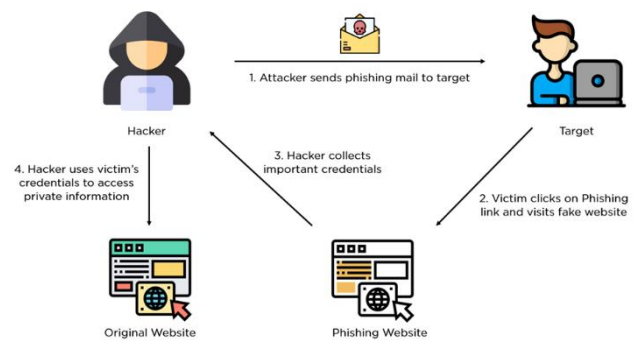 1. Attacker sends phishing mail to target
Hacker
Target
3. Hacker collects
important credentials
4. Hacker uses victim's
credentials to access
private information
2. Victim clicks on Phishing
link and visits fake website
Original Website
Phishing Website